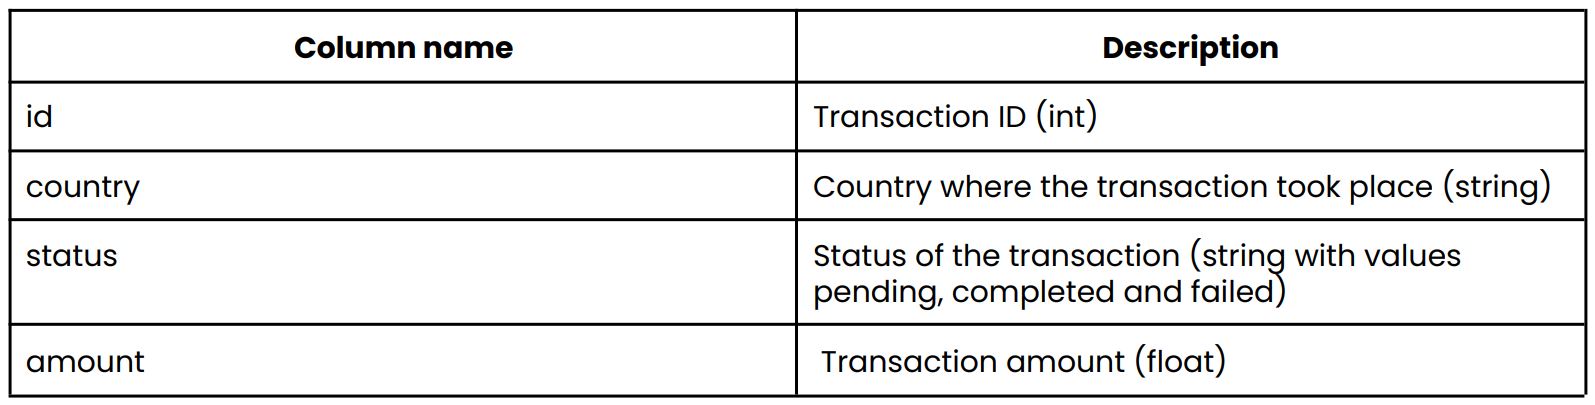 Column name Description
id Transaction ID (int)
country Country where the transaction took place (string)
status Status of the transaction (string with values
pending, completed and failed)
amount Transaction amount (float)